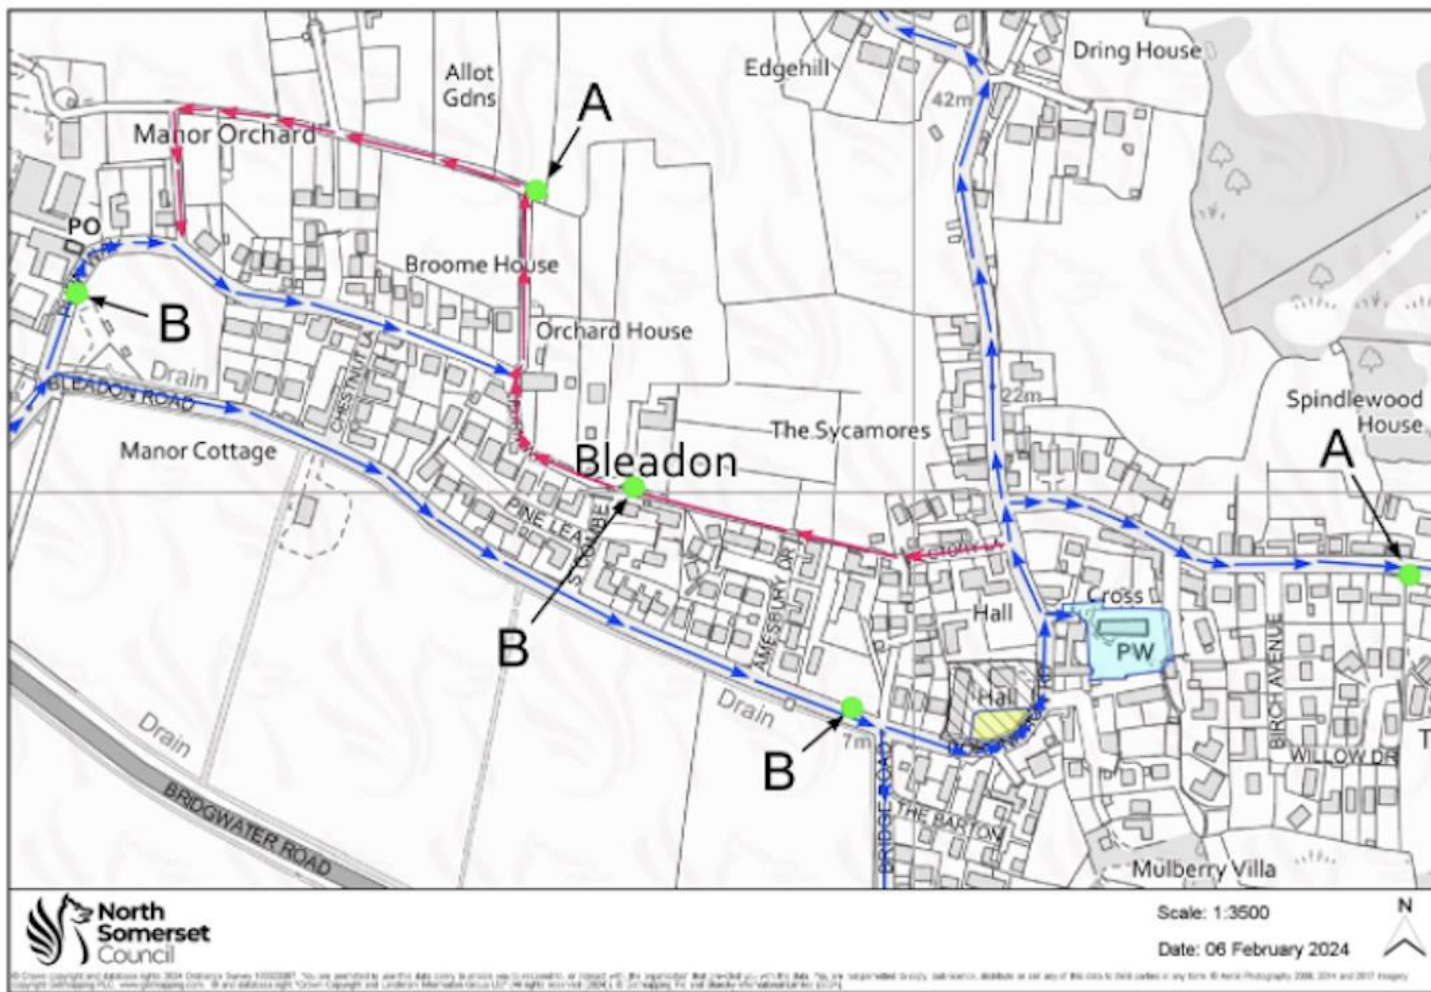 Dring House
Allot
Gdns
Edgehill
A
42m
Manor Orchard
PO
Broome House
B
Orchard House
Drain
CHESTNUT LA
BLEADON ROAD
22m
Spindlewood
House
The Sycamores
A
Manor Cottage
Bleadon
PINE LEA
Cross
Hall
PW
B
AMESBURY DR
Hall
BIRCH AVENUE
Drain
7m
B
WILLOW DR
T
Drain
BRIDGWATER ROAD
BRIDGE ROAD
THE BARTON
Mulberry Villa
North
Somerset
Council
Scale: 1:3500
N
Date: 06 February 2024